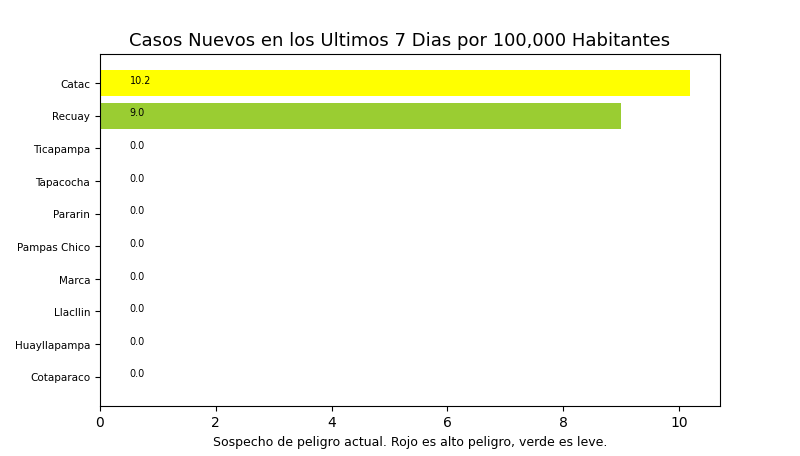 Casos Nuevos en los Ultimos 7 Dias por 100,000 Habitantes
Catac 10.2
Recuay 9.0
Ticapampa 0.0
Tapacocha 0.0
Pararin 0.0
Pampas Chico 0.0
Marca 0.0
Llacllin 0.0
Huayllapampa 0.0
Cotaparaco 0.0
0 2 4 6 8 10
Sospecho de peligro actual. Rojo es alto peligro, verde es leve.